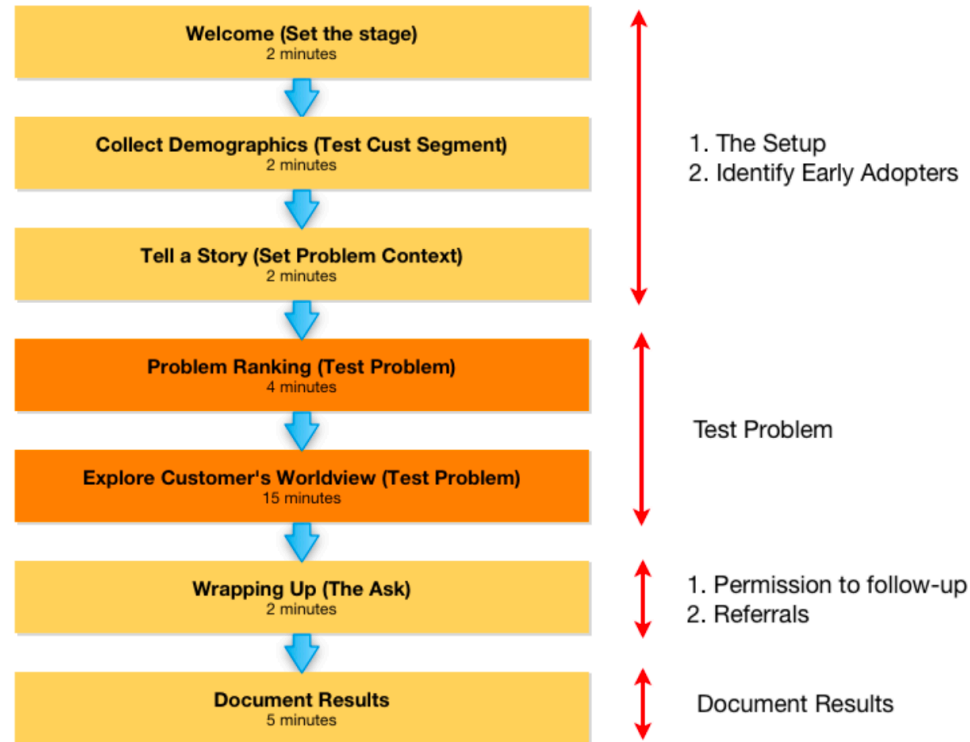 Welcome (Set the stage)
2 minutes
Collect Demographics (Test Cust Segment)
2 minutes
1. The Setup
2. Identify Early Adopters
Tell a Story (Set Problem Context)
2 minutes
Problem Ranking (Test Problem)
4 minutes
Test Problem
Explore Customer's Worldview (Test Problem)
15 minutes
Wrapping Up (The Ask)
2 minutes
1. Permission to follow-up
2. Referrals
Document Results
5 minutes
Document Results